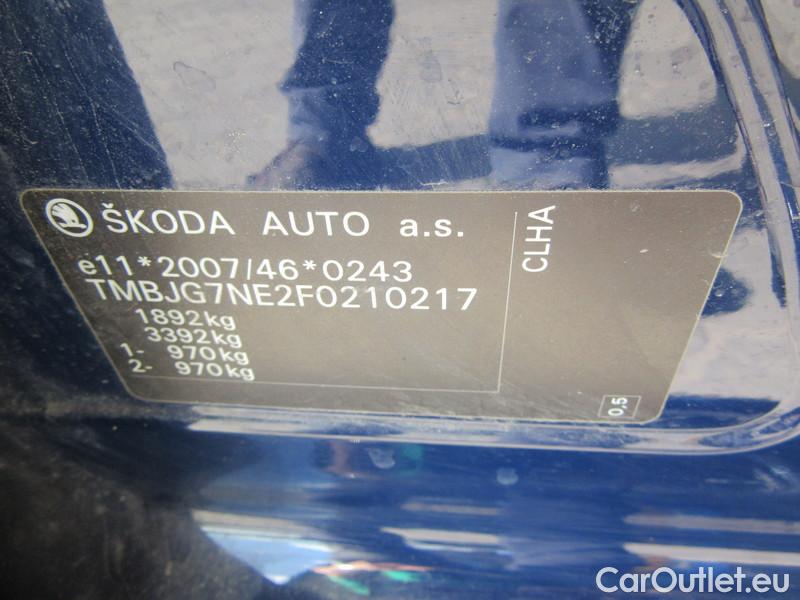 ŠKODA AUTO a.s.
e11*2007/46*0243
TMBJG7NE2F0210217
1892kg
3392kg
1- 970kg
2- 970kg
CLHA
0,5
CarOutlet.eu